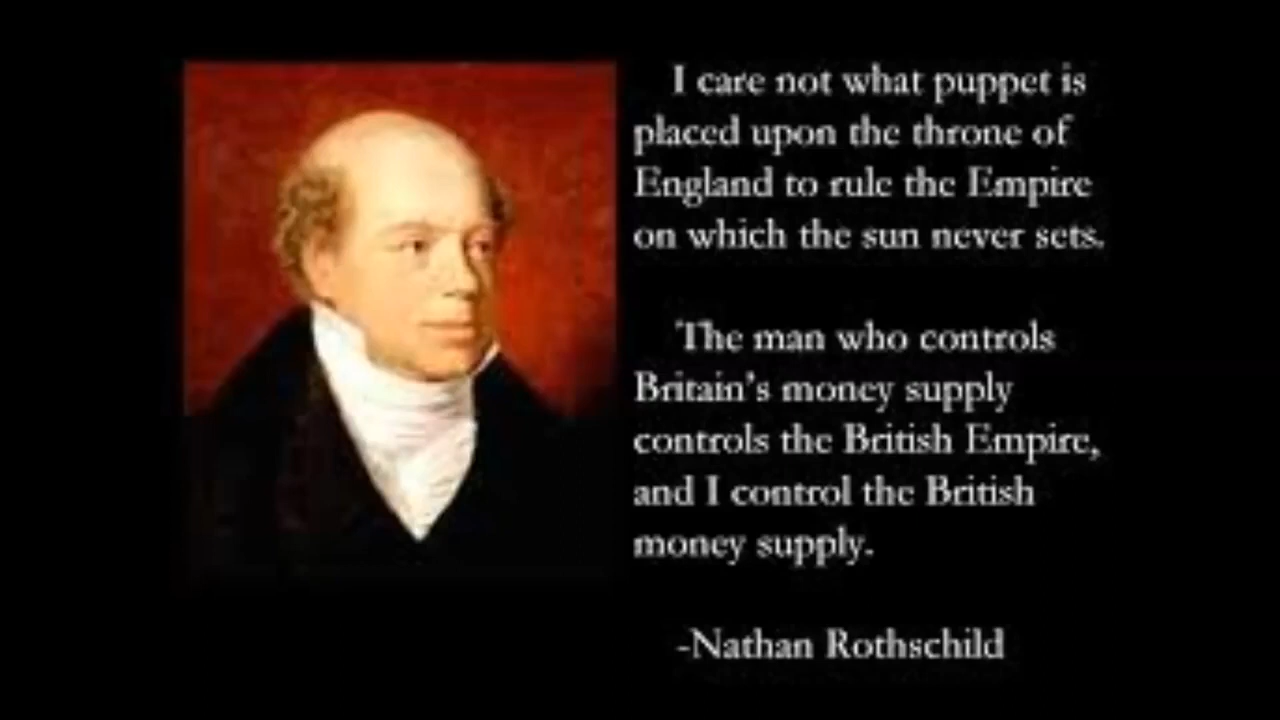 I care not what puppet is
placed upon the throne of
England to rule the Empire
on which the sun never sets.
The man who controls
Britain's money supply
controls the British Empire,
and I control the British
money supply.
-Nathan Rothschild